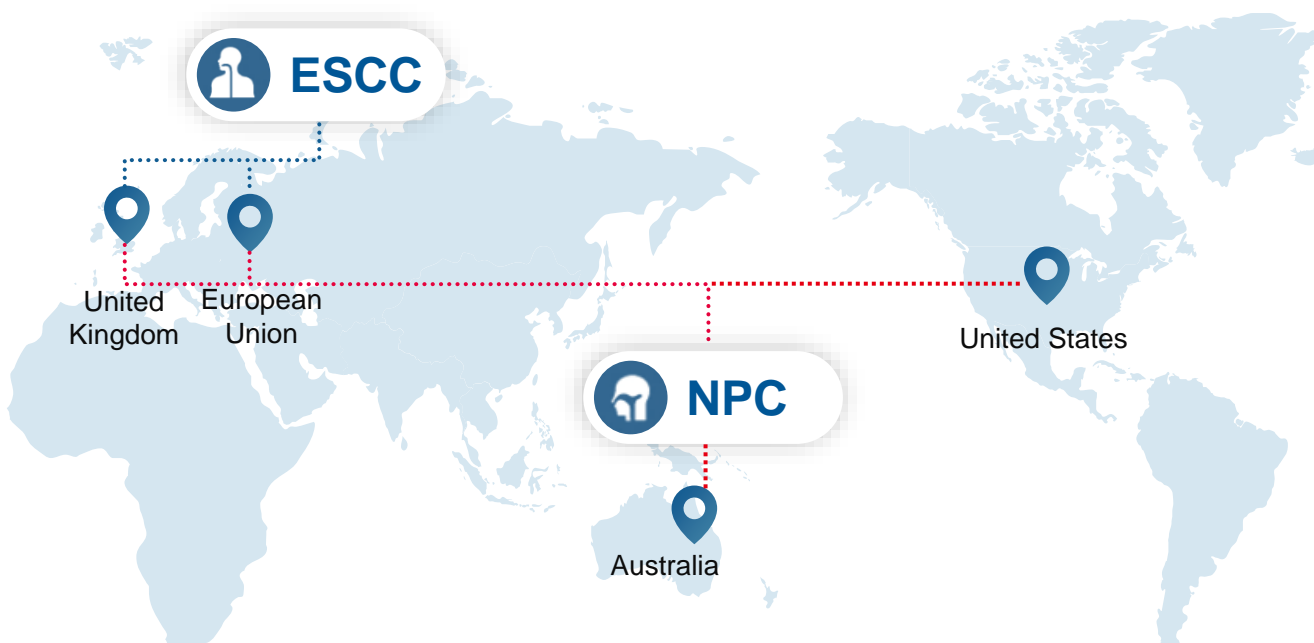 ESCC
United
Kingdom
European
Union
United States
NPC
Australia